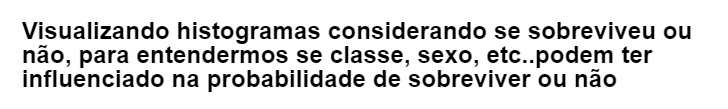 Visualizando histogramas considerando se sobreviveu ou
não, para entendermos se classe, sexo, etc..podem ter
influenciado na probabilidade de sobreviver ou não